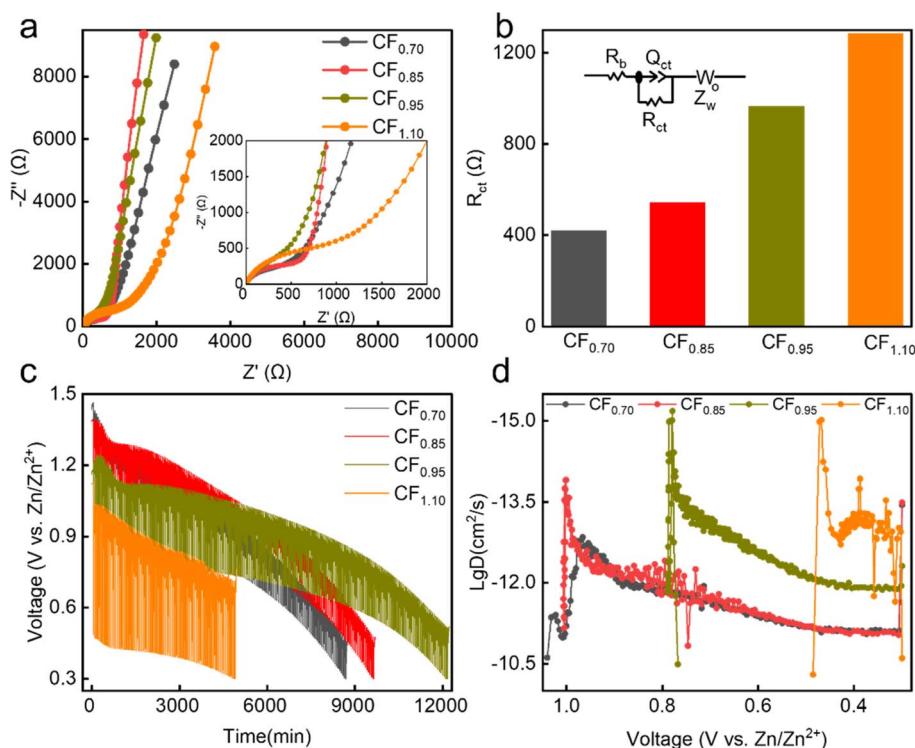 a
-Z'' (Ω)
8000
6000
4000
2000
0
0 2000 4000 6000 8000 10000
Z' (Ω)
CF0.70
CF0.85
CF0.95
CF1.10
-Z'' (Ω)
2000
1500
1000
500
0
0 500 1000 1500 2000
Z' (Ω)
b
Rct (Ω)
1200
800
400
0
Rb Qct Wo
Rct Zw
CF0.70 CF0.85 CF0.95 CF1.10
c
Voltage (V vs. Zn/Zn2+)
1.5
1.2
0.9
0.6
0.3
0 3000 6000 9000 12000
Time(min)
CF0.70
CF0.85
CF0.95
CF1.10
d
LgD(cm2/s)
-15.0
-13.5
-12.0
-10.5
1.0 0.8 0.6 0.4
Voltage (V vs. Zn/Zn2+)
CF0.70 CF0.85 CF0.95 CF1.10